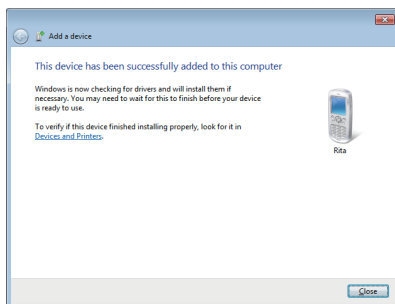 Add a device
This device has been successfully added to this computer
Windows is now checking for drivers and will install them if
necessary. You may need to wait for this to finish before your device
is ready to use.
To verify if this device finished installing properly, look for it in
Devices and Printers.
Rita
Close